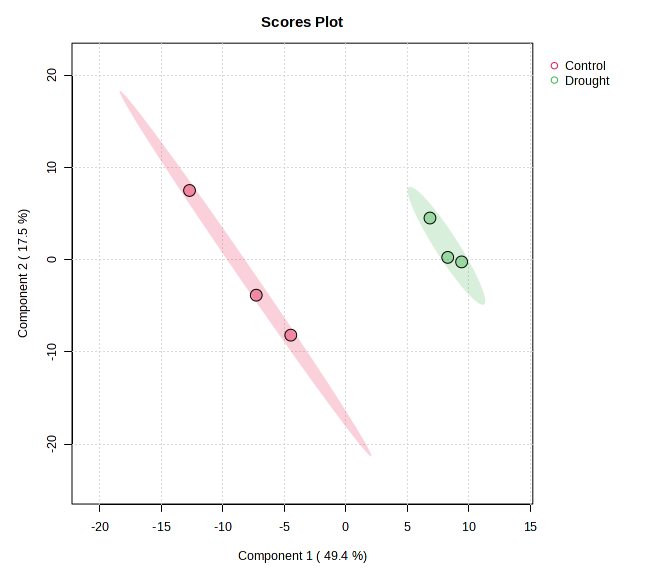 Scores Plot
Control
Drought
20
10
0
-10
-20
Component 2 ( 17.5 %)
-20 -15 -10 -5 0 5 10 15
Component 1 ( 49.4 %)